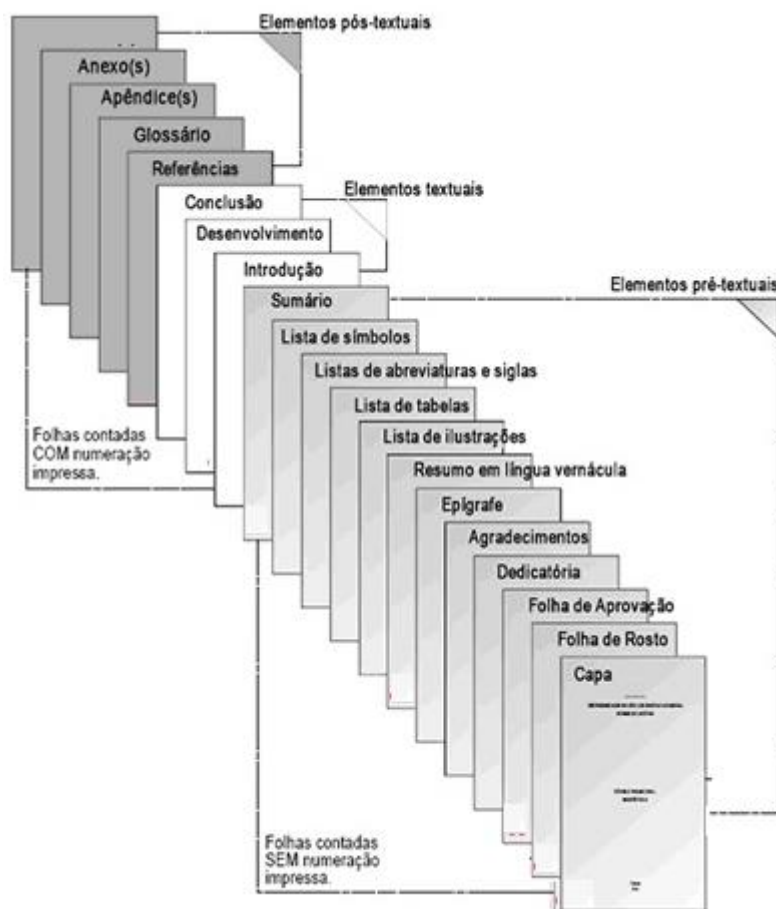 Elementos pós-textuais
Anexo(s)
Apêndice(s)
Glossário
Referências
Elementos textuais
Conclusão
Desenvolvimento
Introdução
Elementos pré-textuais
Sumário
Lista de símbolos
Listas de abreviaturas e siglas
Lista de tabelas
Lista de ilustrações
Resumo em língua vernácula
Epígrafe
Agradecimentos
Dedicatória
Folha de Aprovação
Folha de Rosto
Capa
Folhas contadas
COM numeração
impressa.
Folhas contadas
SEM numeração
impressa.